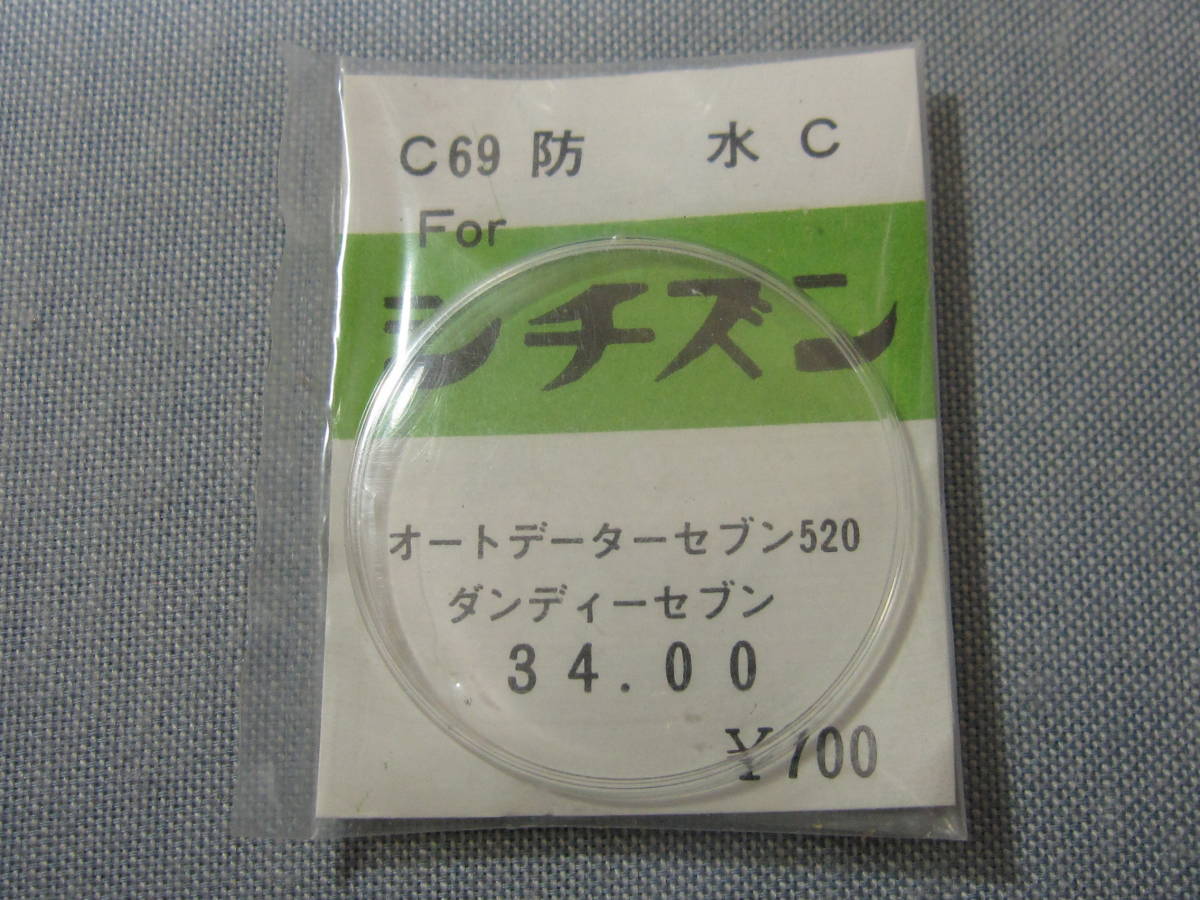 C69 防 水 C
For
シチズン
オートデーターセブン520
ダンディーセブン
34.00
¥700